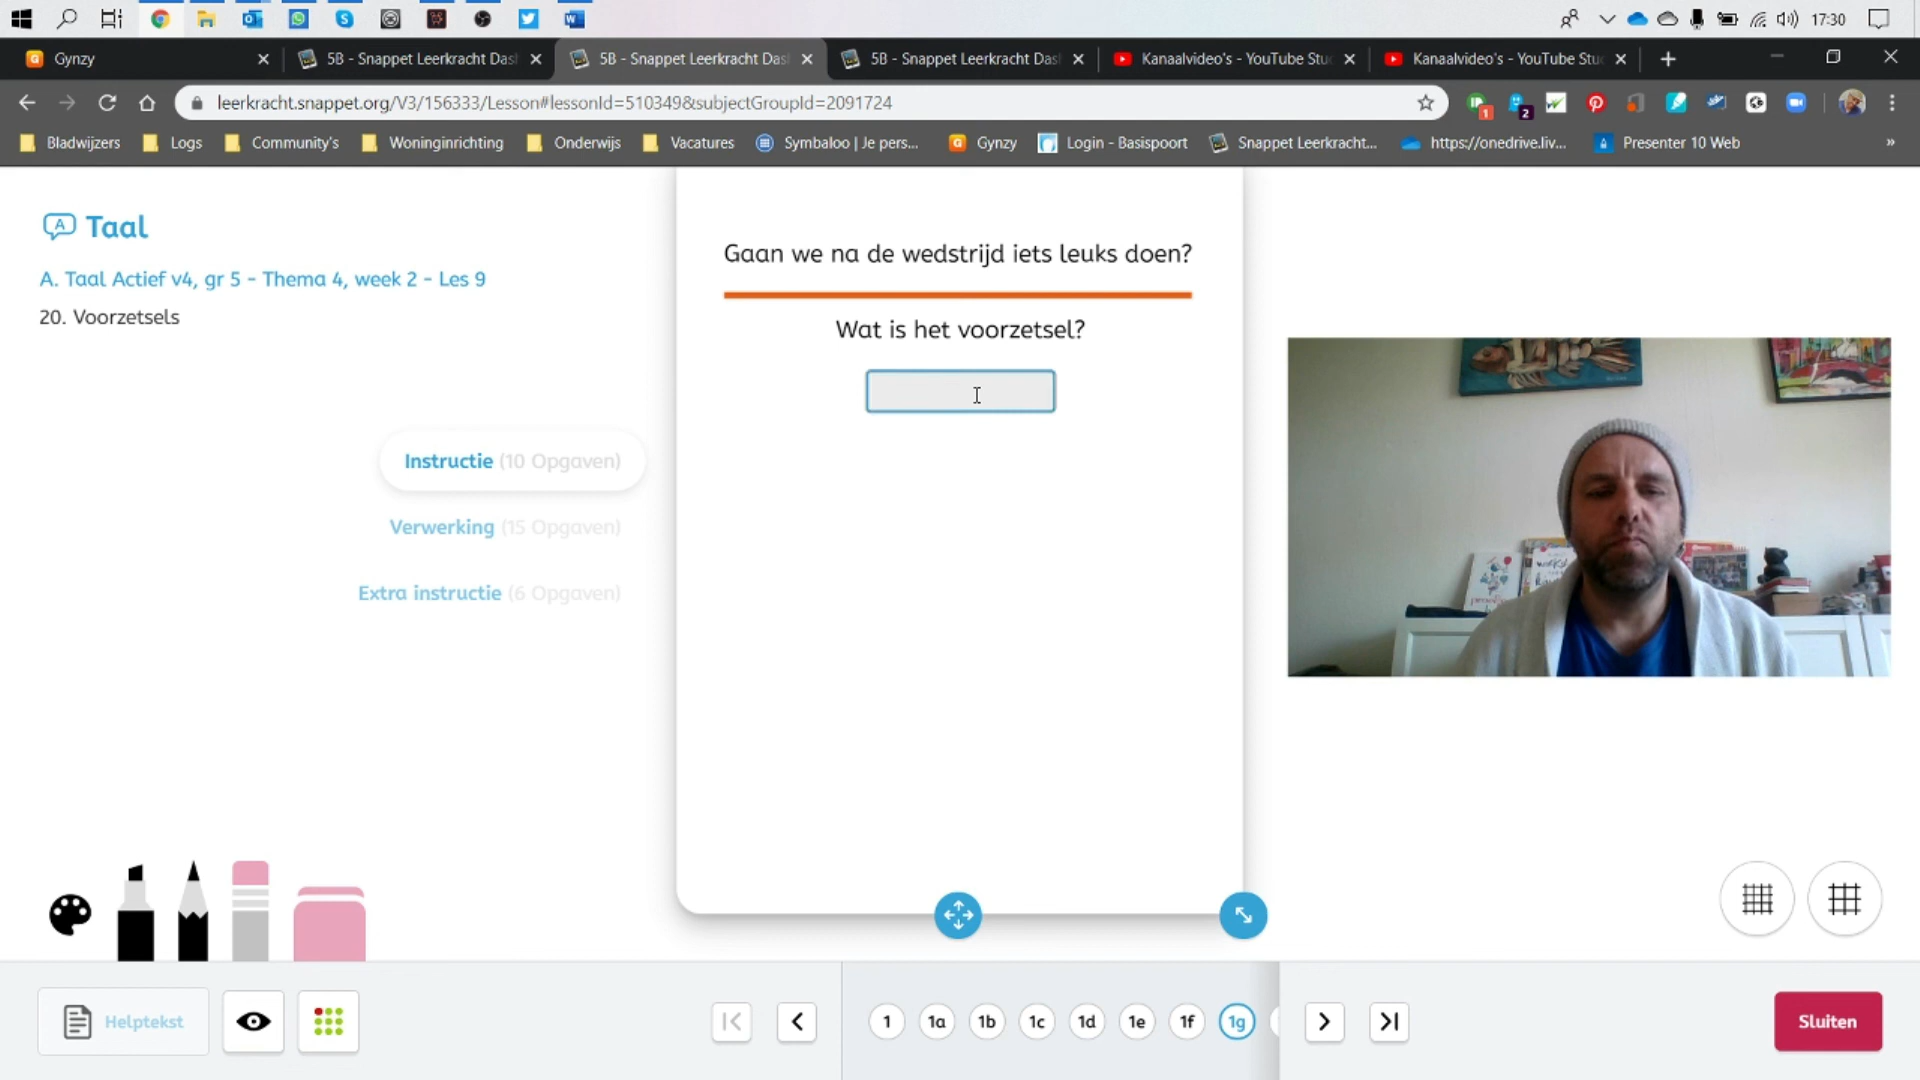 17:30
Gynzy
5B - Snappet Leerkracht Das
5B - Snappet Leerkracht Das
5B - Snappet Leerkracht Das
Kanaalvideo's - YouTube Stu
Kanaalvideo's - YouTube Stu
leerkracht.snappet.org/V3/156333/Lesson#lessonId=510349&subjectGroupId=2091724
1
2
Bladwijzers
Logs
Community's
Woninginrichting
Onderwijs
Vacatures
Symbaloo | Je pers...
Gynzy
Login - Basispoort
Snappet Leerkracht...
https://onedrive.liv...
Presenter 10 Web
»
A Taal
A. Taal Actief v4, gr 5 - Thema 4, week 2 - Les 9
20. Voorzetsels
Gaan we na de wedstrijd iets leuks doen?
Wat is het voorzetsel?
Instructie (10 Opgaven)
Verwerking (15 Opgaven)
Extra instructie (6 Opgaven)
Helptekst
1
1a
1b
1c
1d
1e
1f
1g
Sluiten